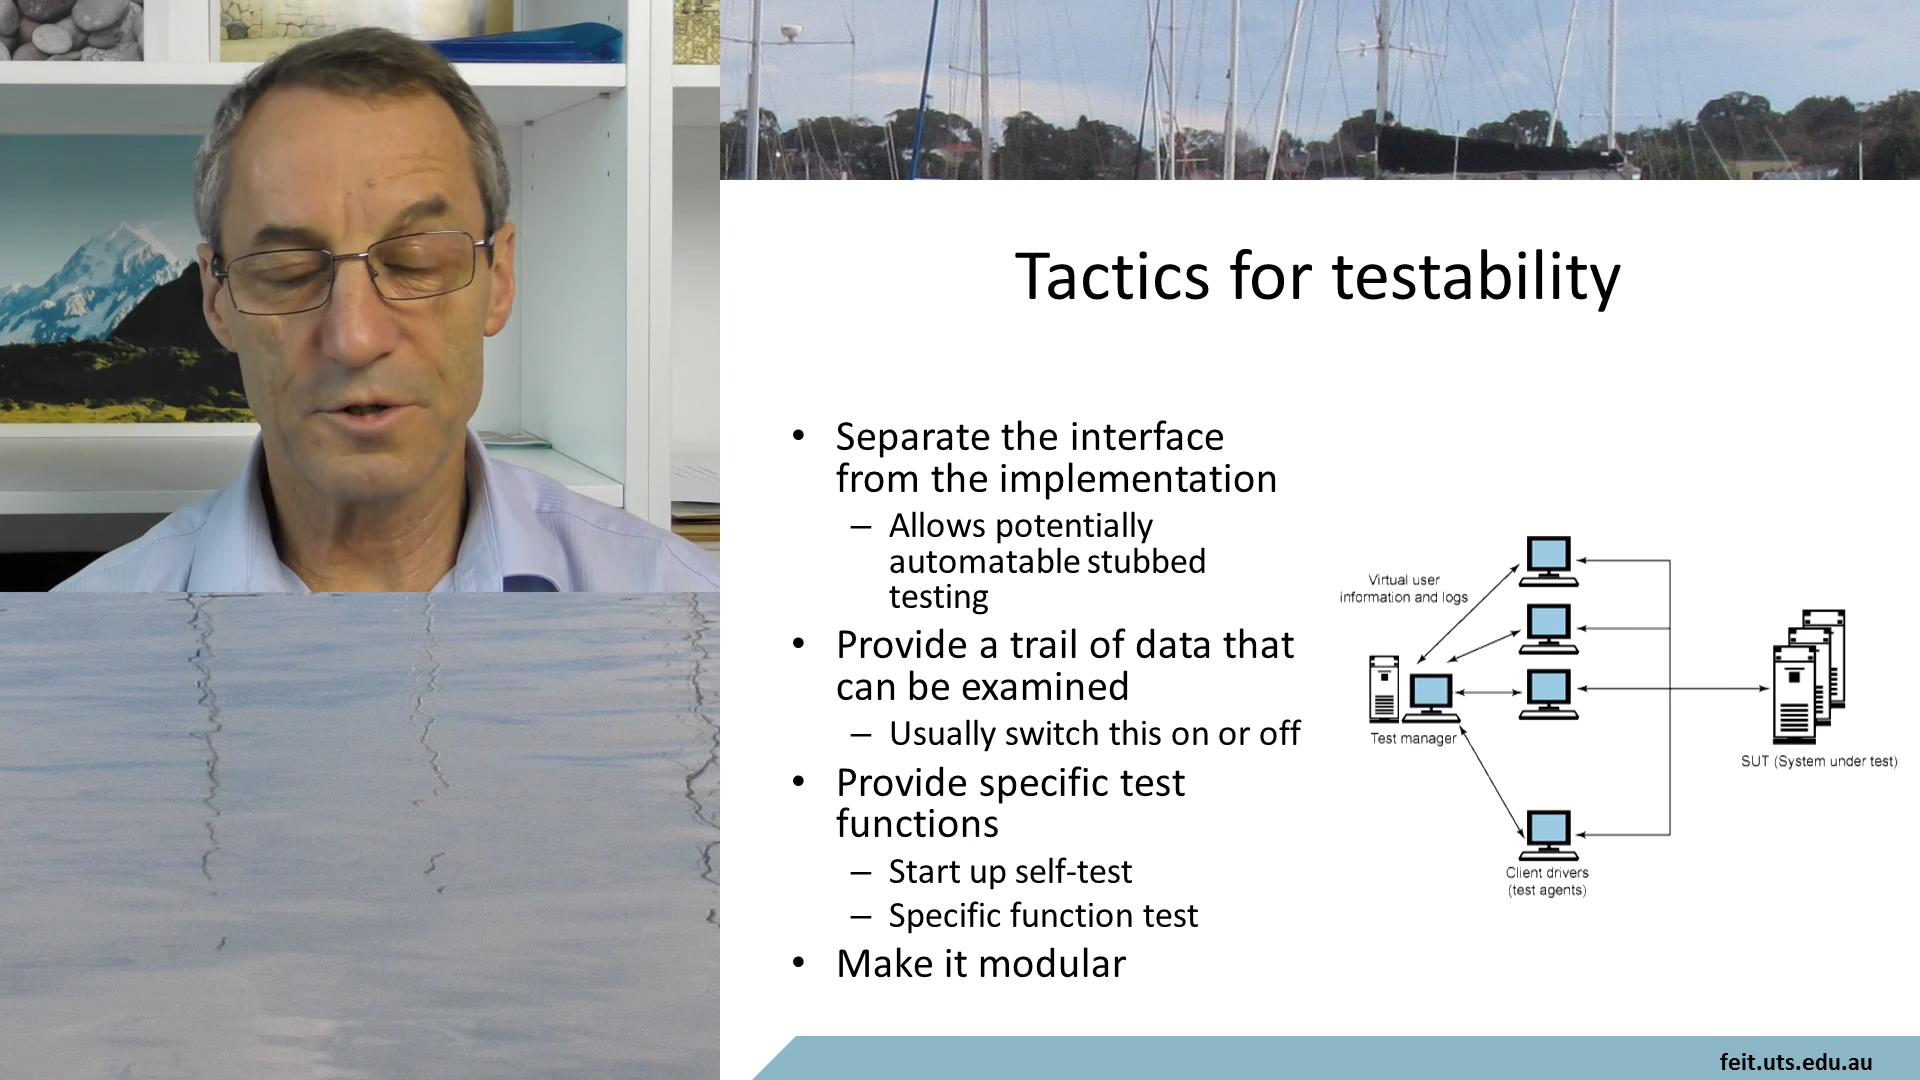 Tactics for testability
• Separate the interface
from the implementation
– Allows potentially
automatable stubbed
testing
• Provide a trail of data that
can be examined
– Usually switch this on or off
• Provide specific test
functions
– Start up self-test
– Specific function test
• Make it modular
Virtual user
information and logs
Test manager
SUT (System under test)
Client drivers
(test agents)
feit.uts.edu.au